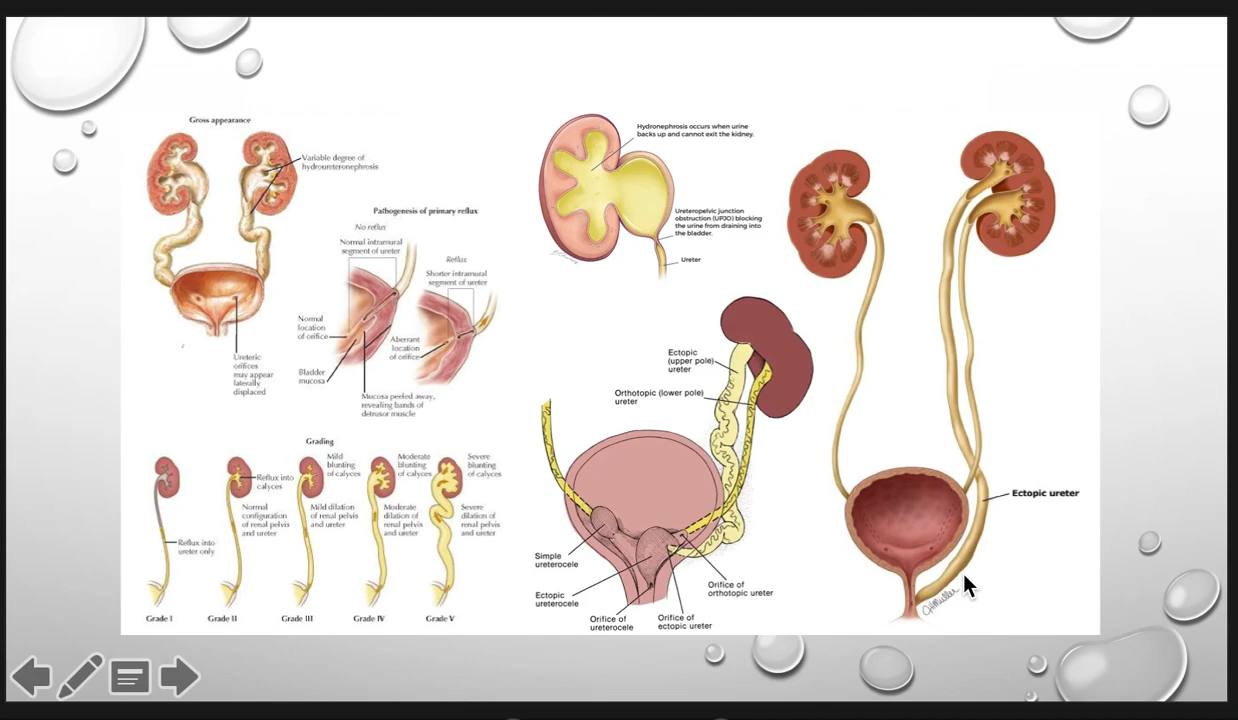 Gross appearance
Variable degree of
hydroureteronephrosis
Ureteric
orifices
may appear
laterally
displaced
Pathogenesis of primary reflux
No reflux
Normal intramural
segment of ureter
Reflux
Shorter intramural
segment of ureter
Normal
location
of orifice
Aberrant
location
of orifice
Bladder
mucosa
Mucosa peeled away,
revealing bands of
detrusor muscle
Grading
Reflux into
ureter only
Reflux into
calyces
Normal
configuration
of renal pelvis
and ureter
Mild
blunting
of calyces
Mild dilation
of renal pelvis
and ureter
Moderate
blunting
of calyces
Moderate
dilation of
renal pelvis
and ureter
Severe
blunting
of calyces
Severe
dilation of
renal pelvis
and ureter
Grade I
Grade II
Grade III
Grade IV
Grade V
Hydronephrosis occurs when urine
backs up and cannot exit the kidney.
Ureteropelvic junction
obstruction (UPJO) blocking
the urine from draining into
the bladder.
Ureter
Ectopic
(upper pole)
ureter
Orthotopic (lower pole)
ureter
Simple
ureterocele
Ectopic
ureterocele
Orifice of
ureterocele
Orifice of
ectopic ureter
Orifice of
orthotopic ureter
Ectopic ureter